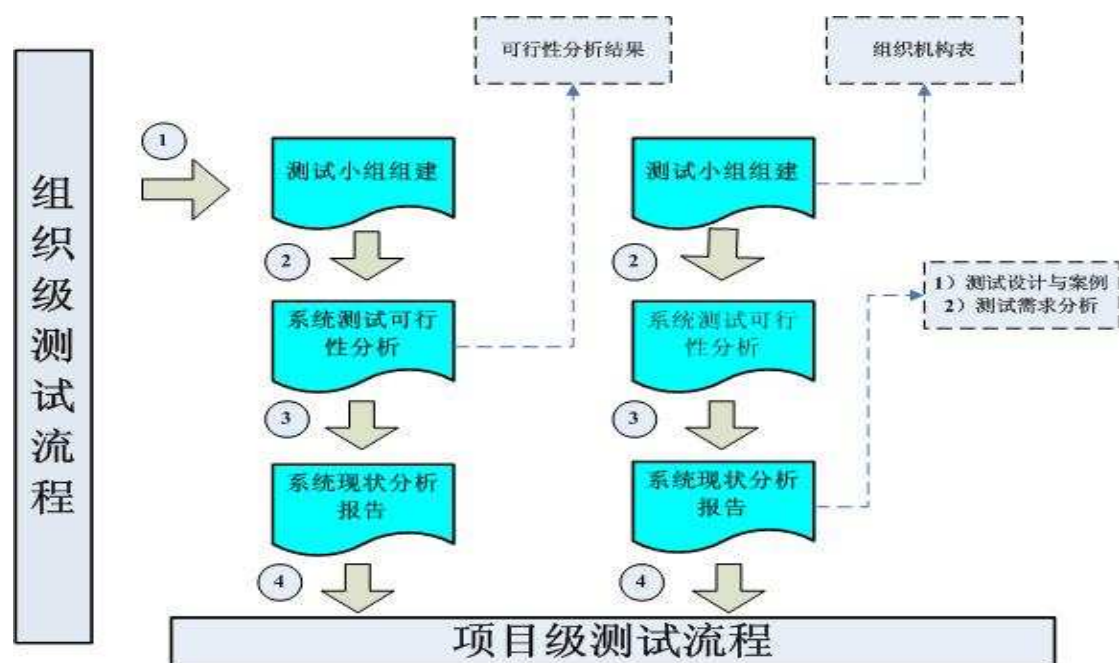 组织级测试流程
可行性分析结果
组织机构表
1
测试小组组建
测试小组组建
2
2
1）测试设计与案例
2）测试需求分析
系统测试可行
性分析
系统测试可行
性分析
3
3
系统现状分析
报告
系统现状分析
报告
4
4
项目级测试流程